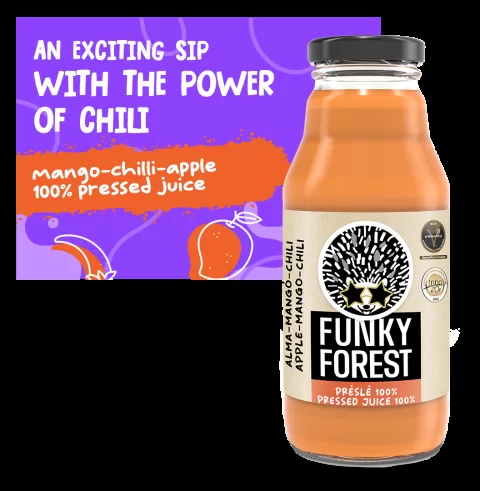 AN EXCITING SIP
WITH THE POWER
OF CHILI
mango-chilli-apple
100% pressed juice
ALMA-MANGÓ-CHILI
APPLE-MANGO-CHILI
FUNKY
FOREST
PRÉSLÉ 100%
PRESSED JUICE 100%